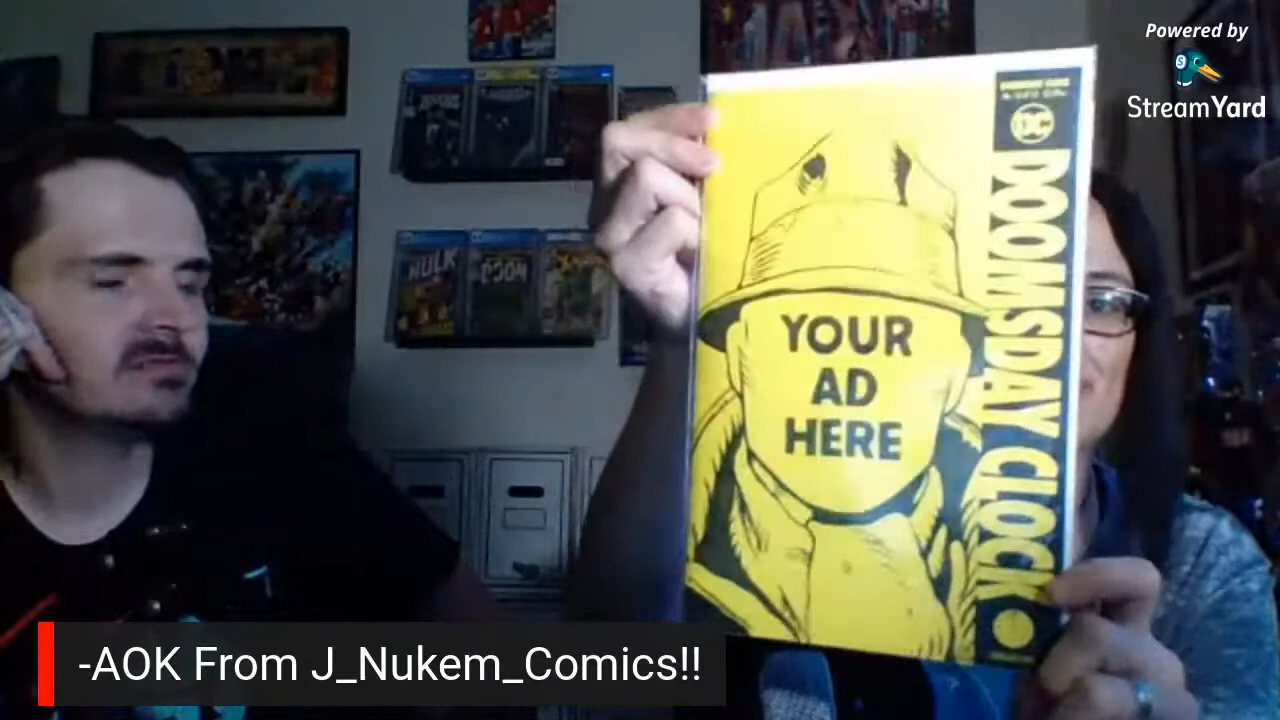 Powered by
StreamYard
DC
DOOMSDAY CLOCK
YOUR
AD
HERE
HULK
-AOK From J_Nukem_Comics!!